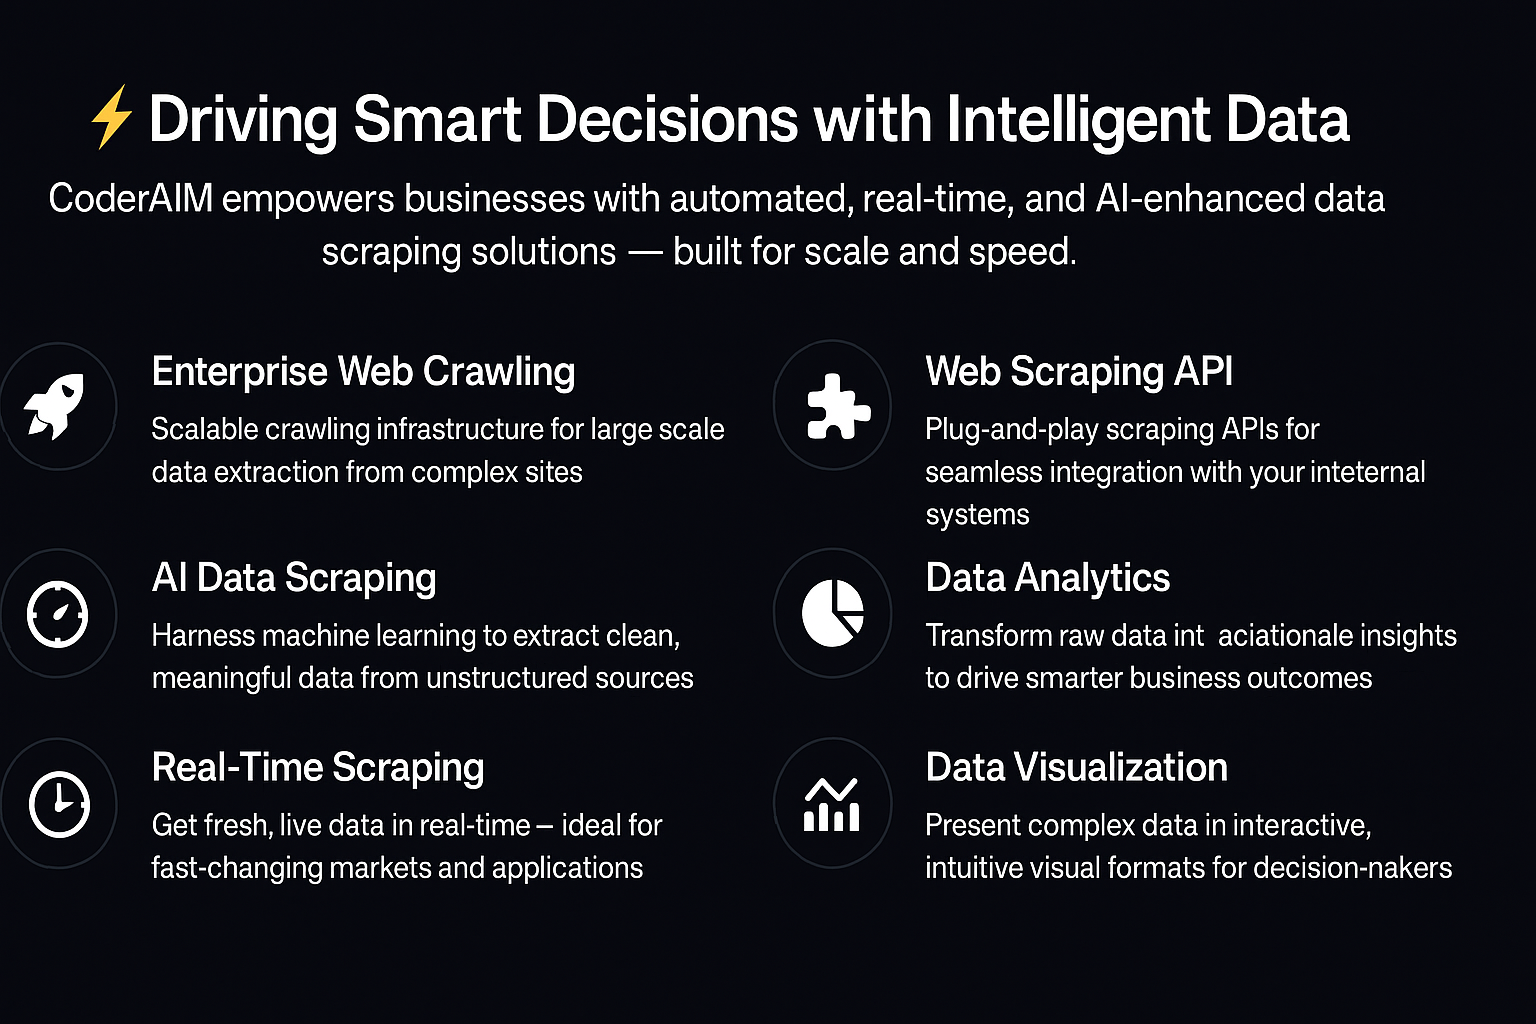 ⚡ Driving Smart Decisions with Intelligent Data
CoderAIM empowers businesses with automated, real-time, and AI-enhanced data
scraping solutions — built for scale and speed.
Enterprise Web Crawling
Scalable crawling infrastructure for large scale
data extraction from complex sites
Web Scraping API
Plug-and-play scraping APIs for
seamless integration with your inteternal
systems
AI Data Scraping
Harness machine learning to extract clean,
meaningful data from unstructured sources
Data Analytics
Transform raw data int aciationale insights
to drive smarter business outcomes
Real-Time Scraping
Get fresh, live data in real-time – ideal for
fast-changing markets and applications
Data Visualization
Present complex data in interactive,
intuitive visual formats for decision-nakers